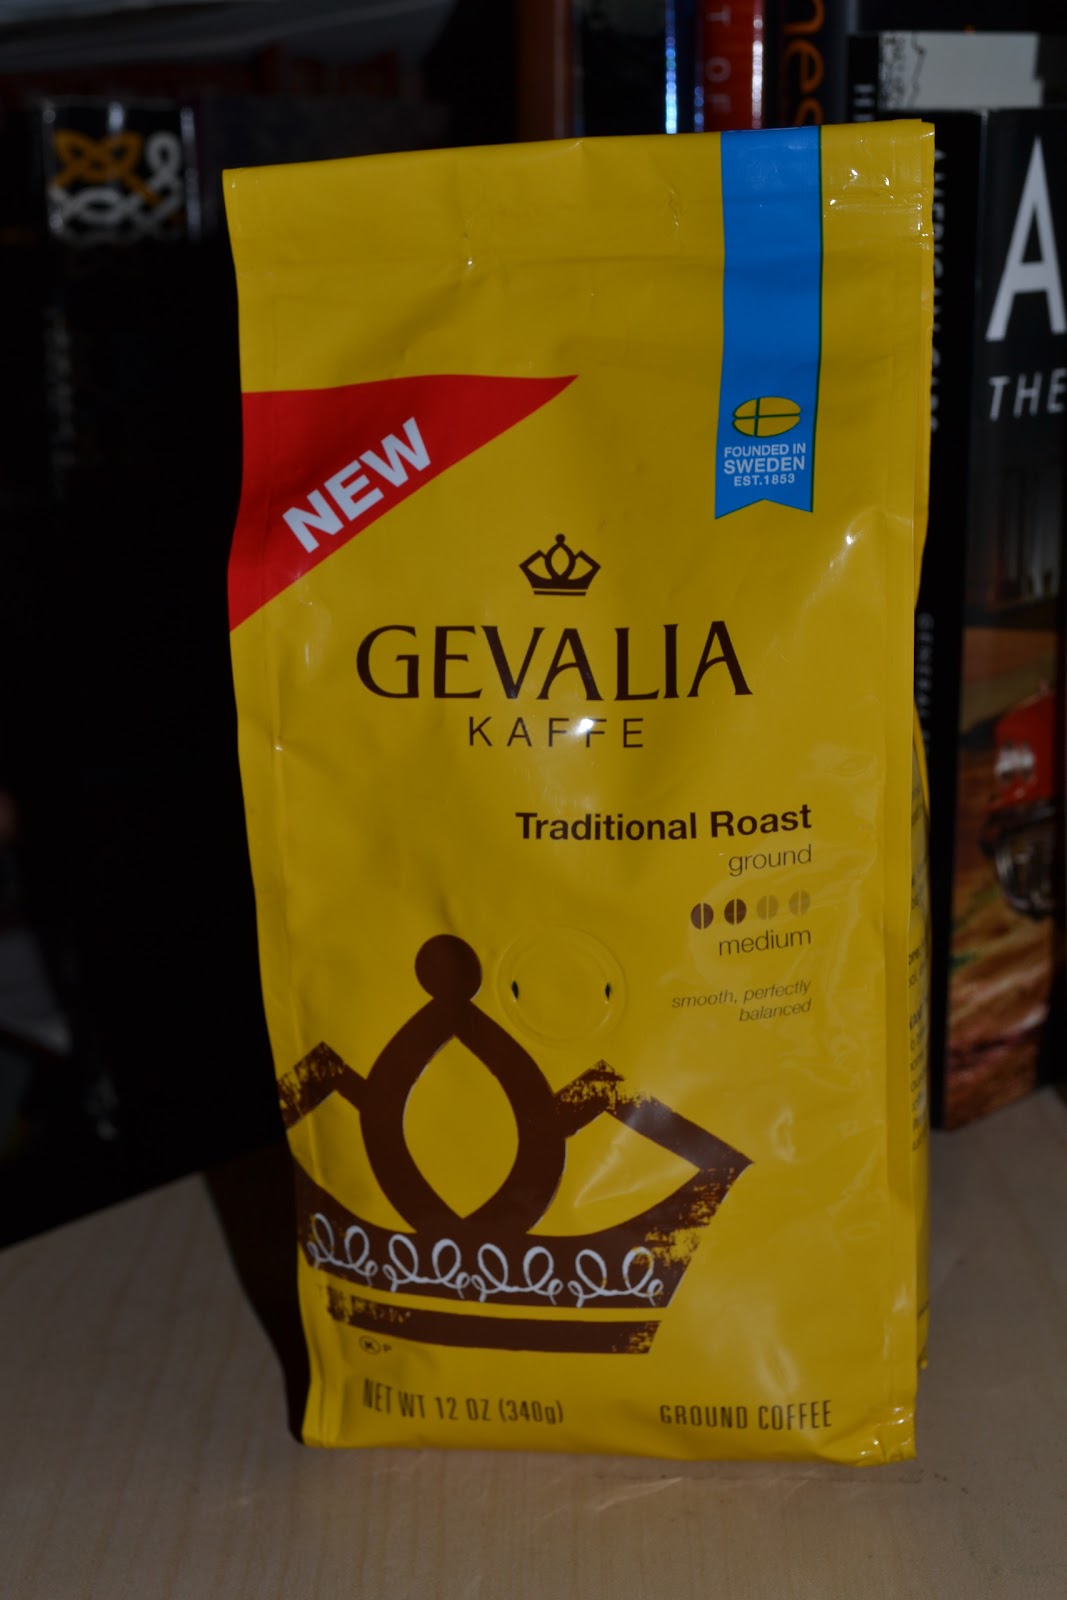 NEW
FOUNDED IN
SWEDEN
EST.1853
GEVALIA
KAFFE
Traditional Roast
ground
medium
smooth, perfectly
balanced
K P
NET WT 12 OZ (340g)
GROUND COFFEE
A
THE